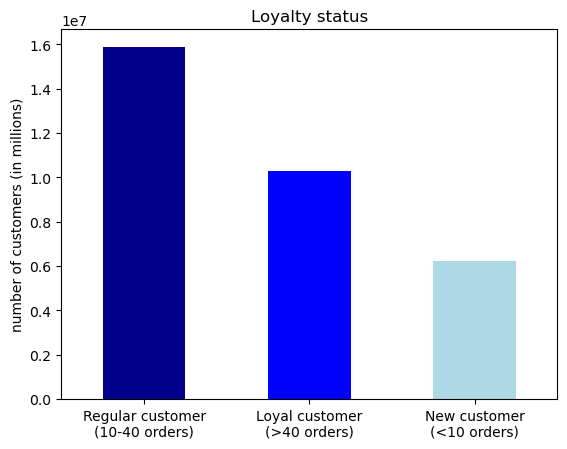 Loyalty status
1e7
number of customers (in millions)
1.6
1.4
1.2
1.0
0.8
0.6
0.4
0.2
0.0
Regular customer
(10-40 orders)
Loyal customer
(>40 orders)
New customer
(<10 orders)